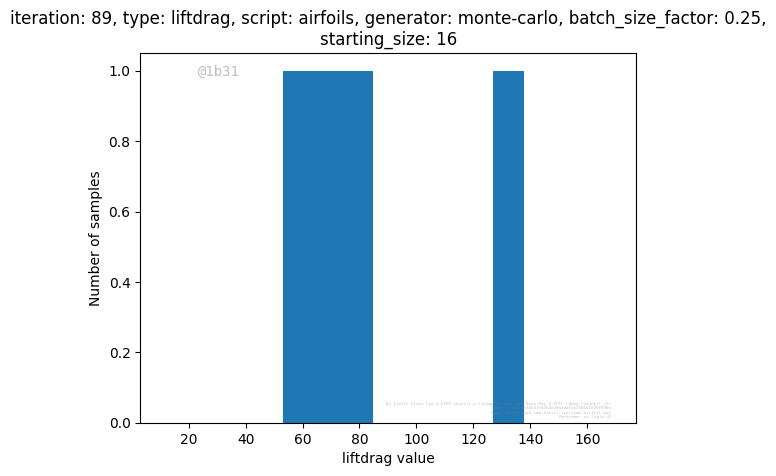 iteration: 89, type: liftdrag, script: airfoils, generator: monte-carlo, batch_size_factor: 0.25,
starting_size: 16
@1b31
1.0
0.8
0.6
0.4
0.2
0.0
Number of samples
20 40 60 80 100 120 140 160
liftdrag value